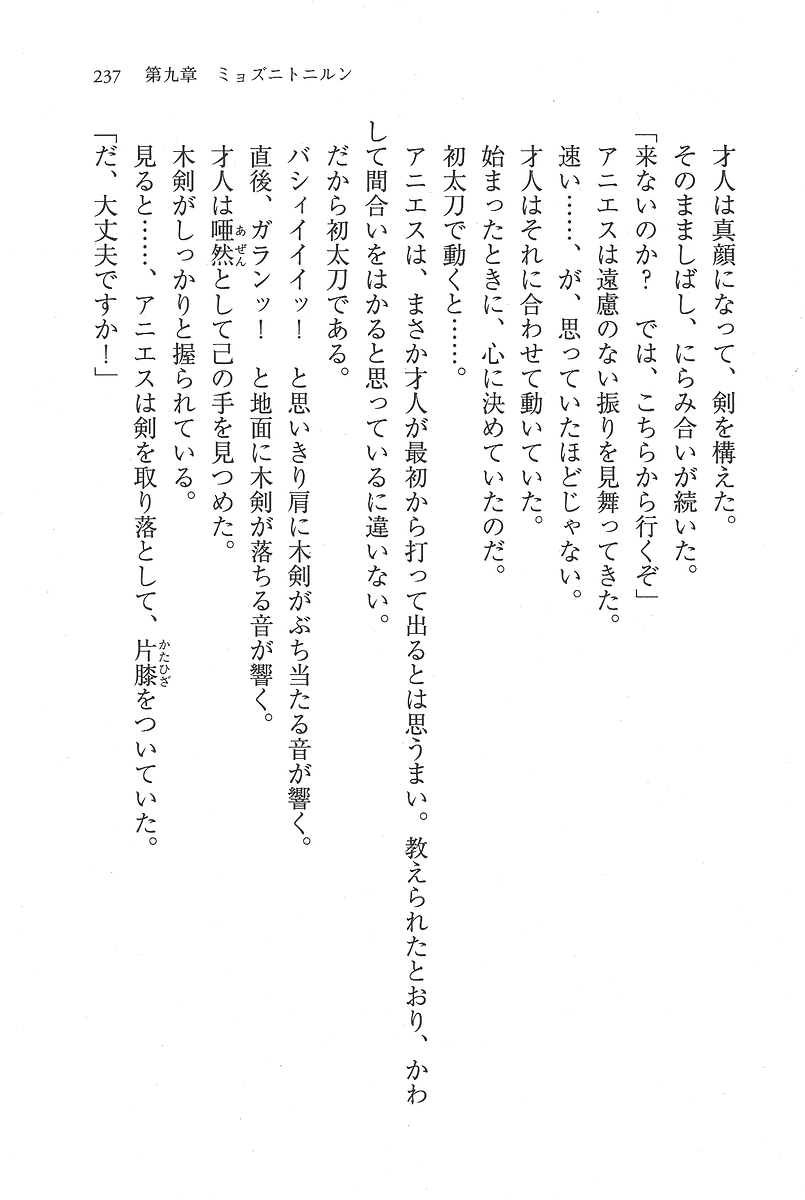 237　第九章　ミョズニトニルン
才人は真顔になって、剣を構えた。
そのまましばし、にらみ合いが続いた。
「来ないのか？　では、こちらから行くぞ」
アニエスは遠慮のない振りを見舞ってきた。
速い……、が、思っていたほどじゃない。
才人はそれに合わせて動いていた。
始まったときに、心に決めていたのだ。
初太刀で動くと……。
アニエスは、まさか才人が最初から打って出るとは思うまい。教えられたとおり、かわ
して間合いをはかると思っているに違いない。
だから初太刀である。
バシィイイイッ！　と思いきり肩に木剣がぶち当たる音が響く。
直後、ガランッ！　と地面に木剣が落ちる音が響く。
才人は唖然あぜんとして己の手を見つめた。
木剣がしっかりと握られている。
見ると……、アニエスは剣を取り落として、片膝かたひざをついていた。
「だ、大丈夫ですか！」